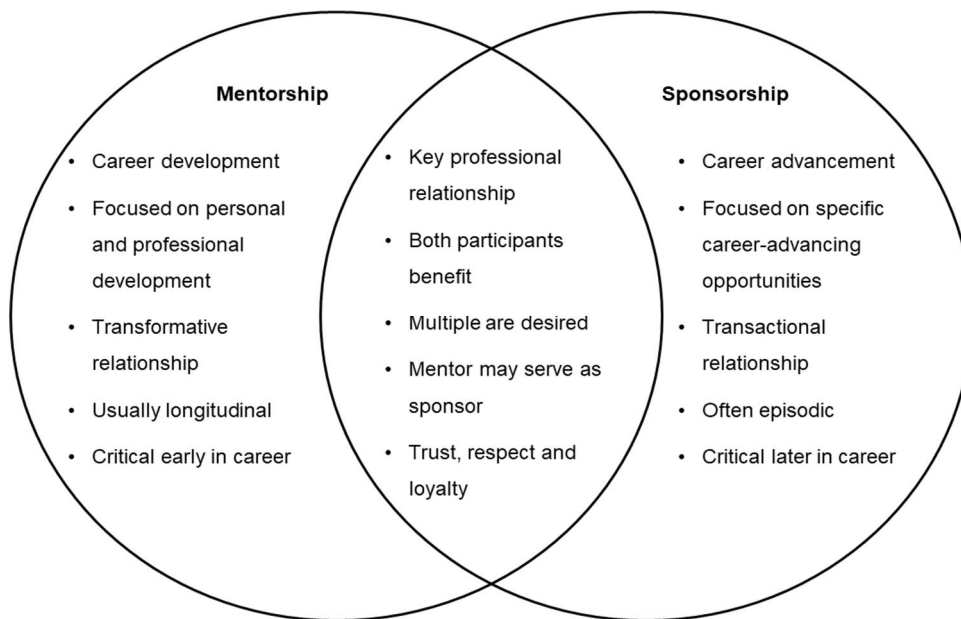 Mentorship
• Career development
• Focused on personal
and professional
development
• Transformative
relationship
• Usually longitudinal
• Critical early in career
• Key professional
relationship
• Both participants
benefit
• Multiple are desired
• Mentor may serve as
sponsor
• Trust, respect and
loyalty
Sponsorship
• Career advancement
• Focused on specific
career-advancing
opportunities
• Transactional
relationship
• Often episodic
• Critical later in career